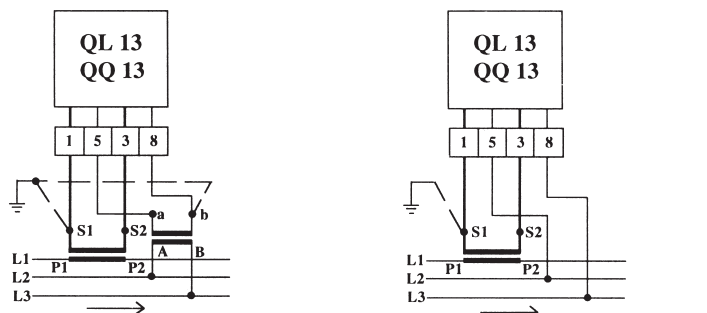 QL 13
QQ 13
1 5 3 8
a b
S1 S2
A B
L1
P1 P2
L2
L3
QL 13
QQ 13
1 5 3 8
S1 S2
L1
P1 P2
L2
L3